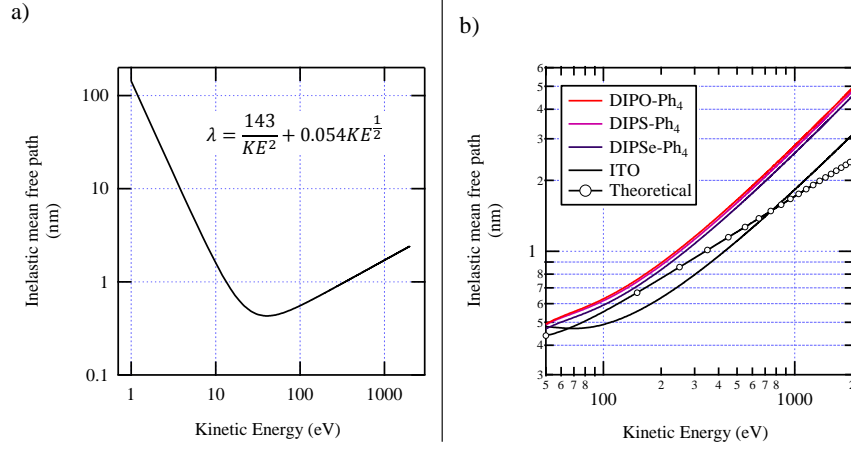 a)
100
10
1
0.1
Inelastic mean free path
(nm)
λ = 143/KE² + 0.054KE^(1/2)
1 10 100 1000
Kinetic Energy (eV)
b)
6
5
4
3
2
1
9
8
7
6
5
4
3
Inelastic mean free path
(nm)
DIPO-Ph₄
DIPS-Ph₄
DIPSe-Ph₄
ITO
Theoretical
5 6 7 8 2 3 4 5 6 7 8 2
100 1000
Kinetic Energy (eV)